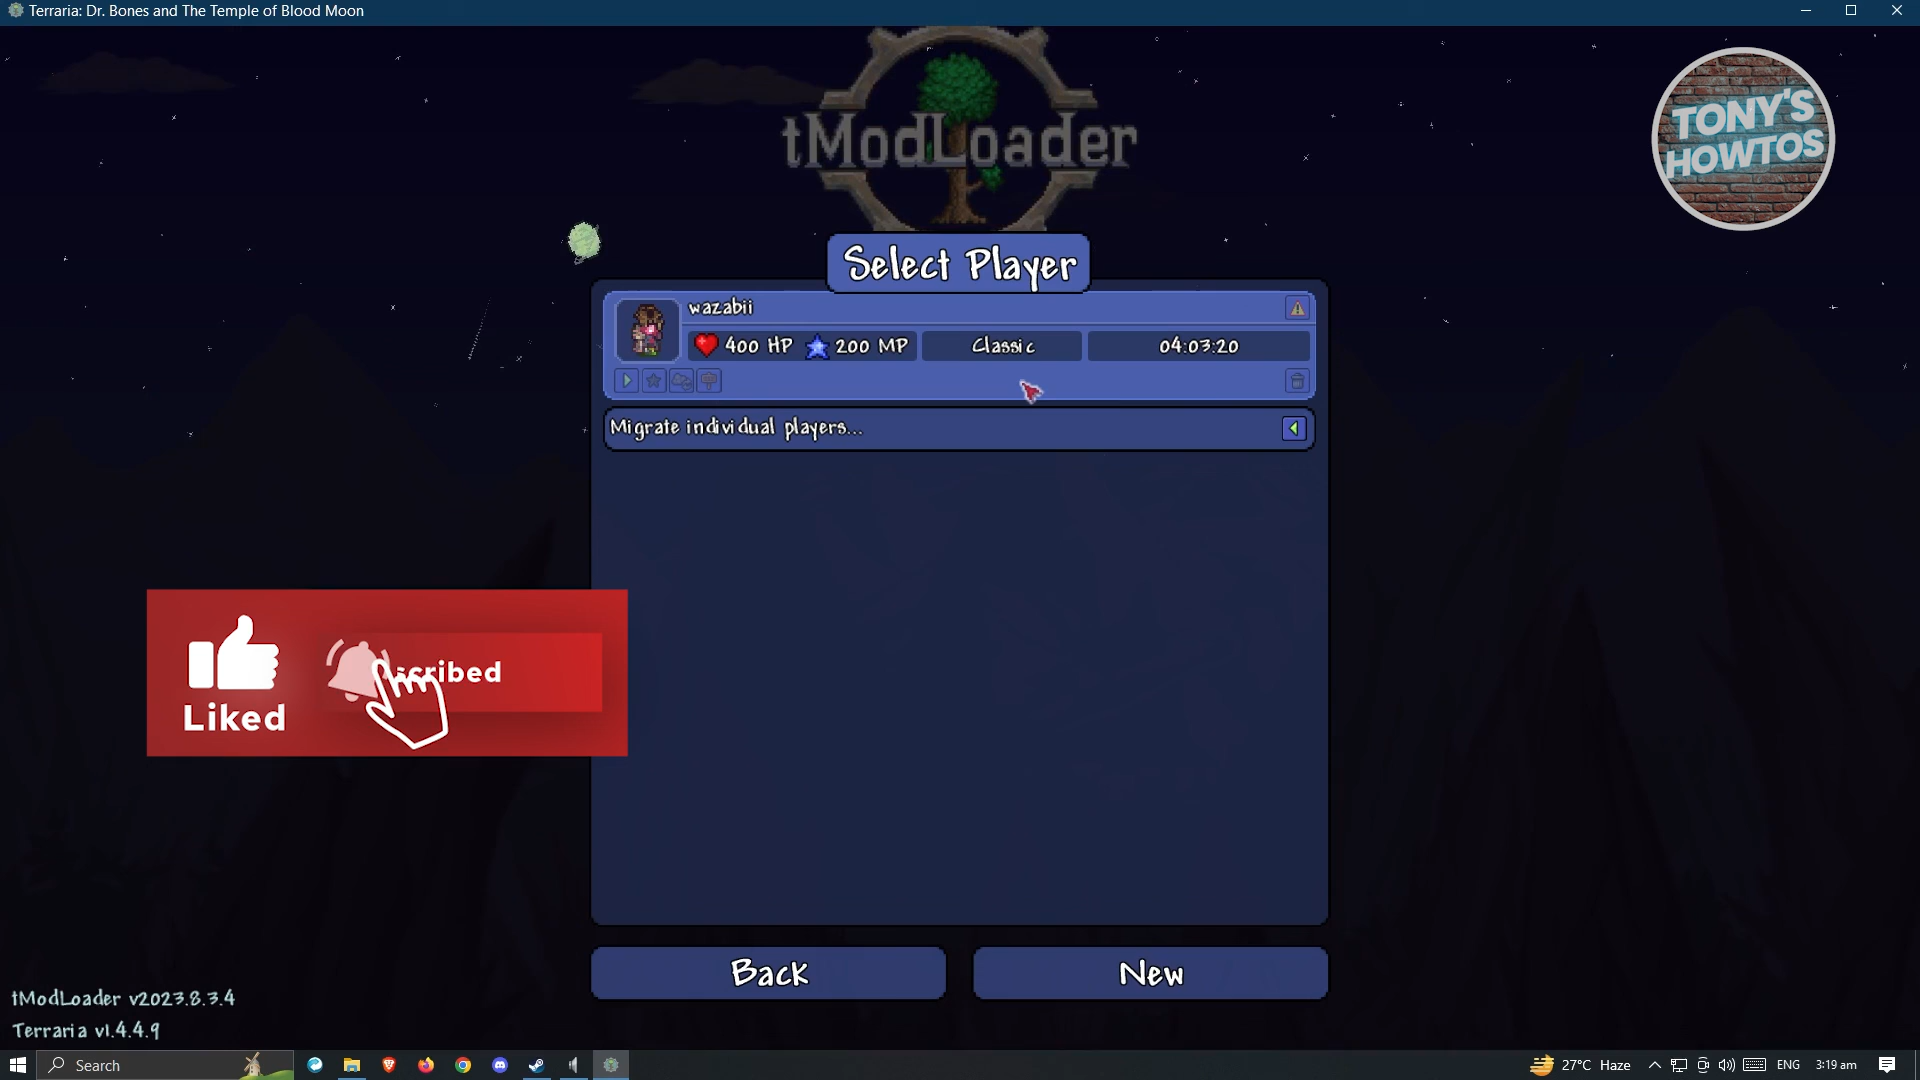 Terraria: Dr. Bones and The Temple of Blood Moon
TONY'S
HOWTOS
tModLoader
Select Player
wazabii
400 HP 200 MP Classic 04:03:20
Migrate individual players...
Liked
scribed
Back New
tModLoader v2023.8.3.4
Terraria v1.4.4.9
Search 27°C Haze ENG 3:19 am